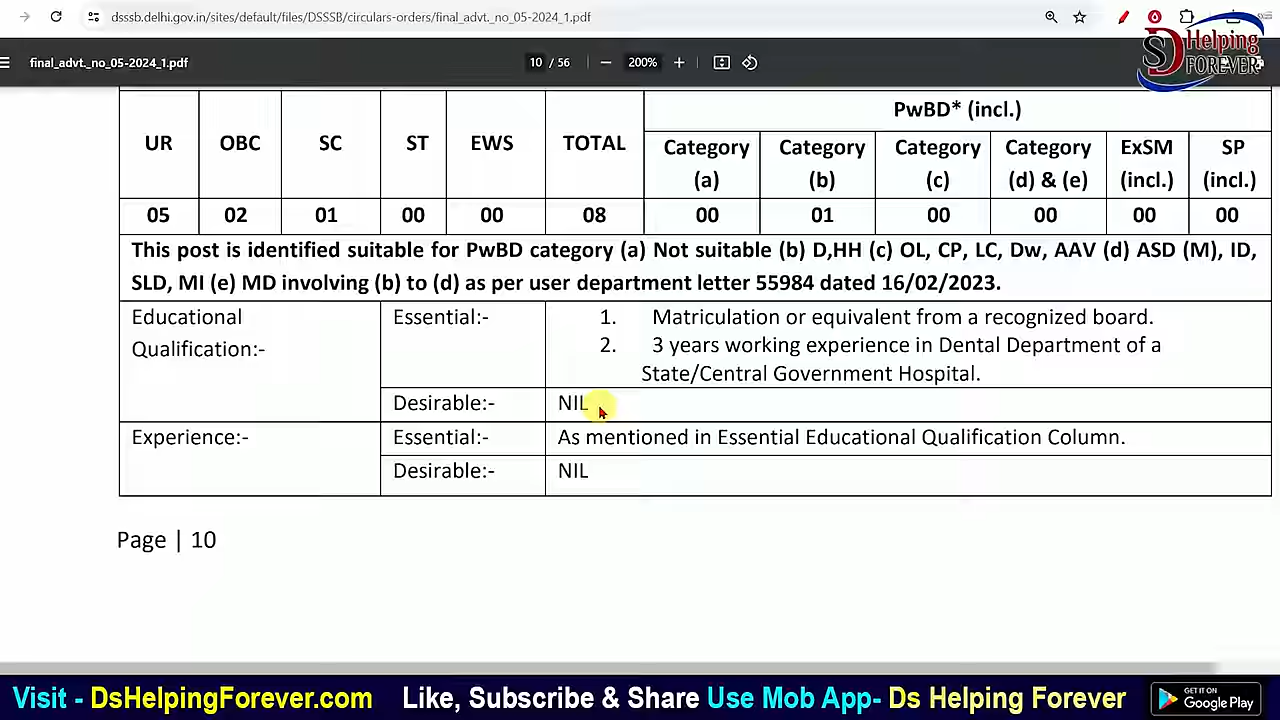 dsssb.delhi.gov.in/sites/default/files/DSSSB/circulars-orders/final_advt._no_05-2024_1.pdf
SD Helping
FOREVER
final_advt._no_05-2024_1.pdf
10 / 56
200%
PwBD* (incl.)
UR OBC SC ST EWS TOTAL Category (a) Category (b) Category (c) Category (d) & (e) ExSM (incl.) SP (incl.)
05 02 01 00 00 08 00 01 00 00 00 00
This post is identified suitable for PwBD category (a) Not suitable (b) D,HH (c) OL, CP, LC, Dw, AAV (d) ASD (M), ID,
SLD, MI (e) MD involving (b) to (d) as per user department letter 55984 dated 16/02/2023.
Educational Qualification:-
Essential:-
1. Matriculation or equivalent from a recognized board.
2. 3 years working experience in Dental Department of a
State/Central Government Hospital.
Desirable:- NIL
Experience:- Essential:- As mentioned in Essential Educational Qualification Column.
Desirable:- NIL
Page | 10
Visit - DsHelpingForever.com Like, Subscribe & Share Use Mob App- Ds Helping Forever
GET IT ON
Google Play